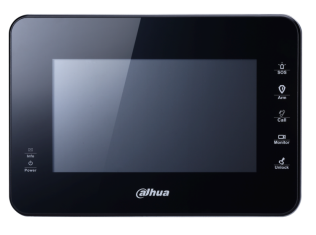 SOS
Arm
Call
Monitor
Unlock
Info
Power
alhua